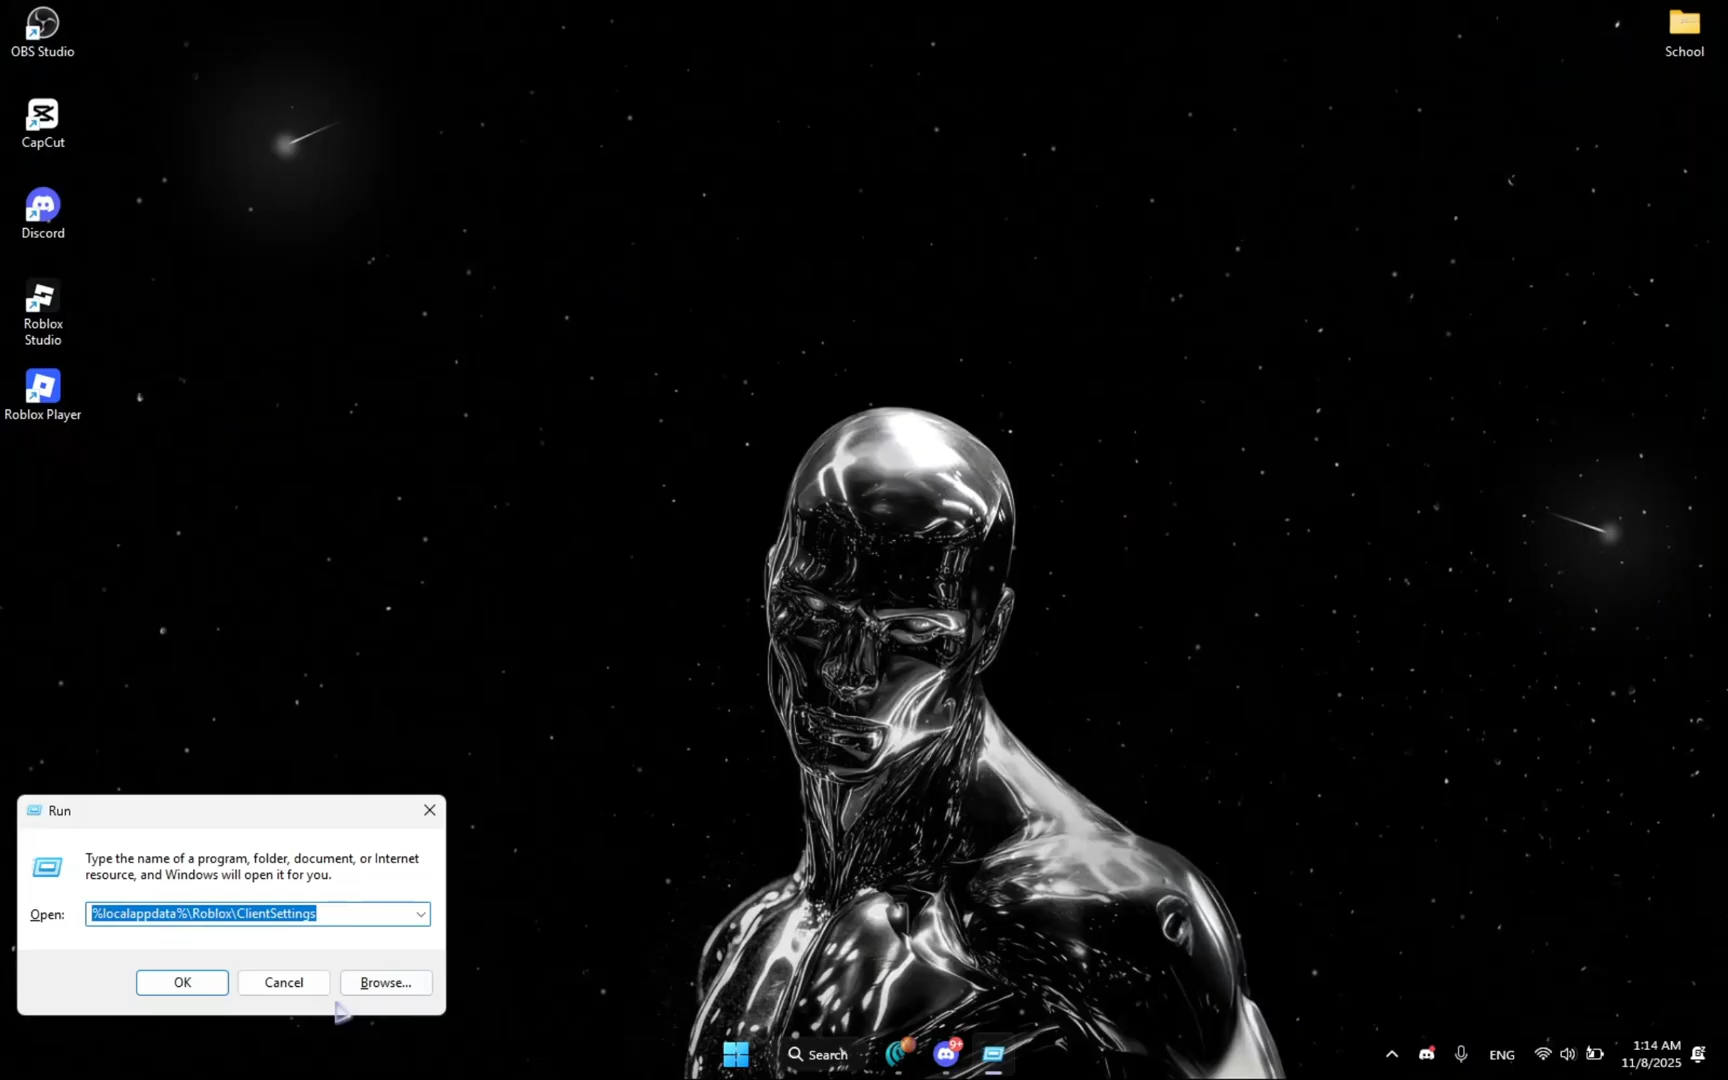 OBS Studio
CapCut
Discord
Roblox
Studio
Roblox Player
School
Run
Type the name of a program, folder, document, or Internet
resource, and Windows will open it for you.
Open:
%localappdata%\Roblox\ClientSettings
OK
Cancel
Browse...
Search
9+
ENG
1:14 AM
11/8/2025